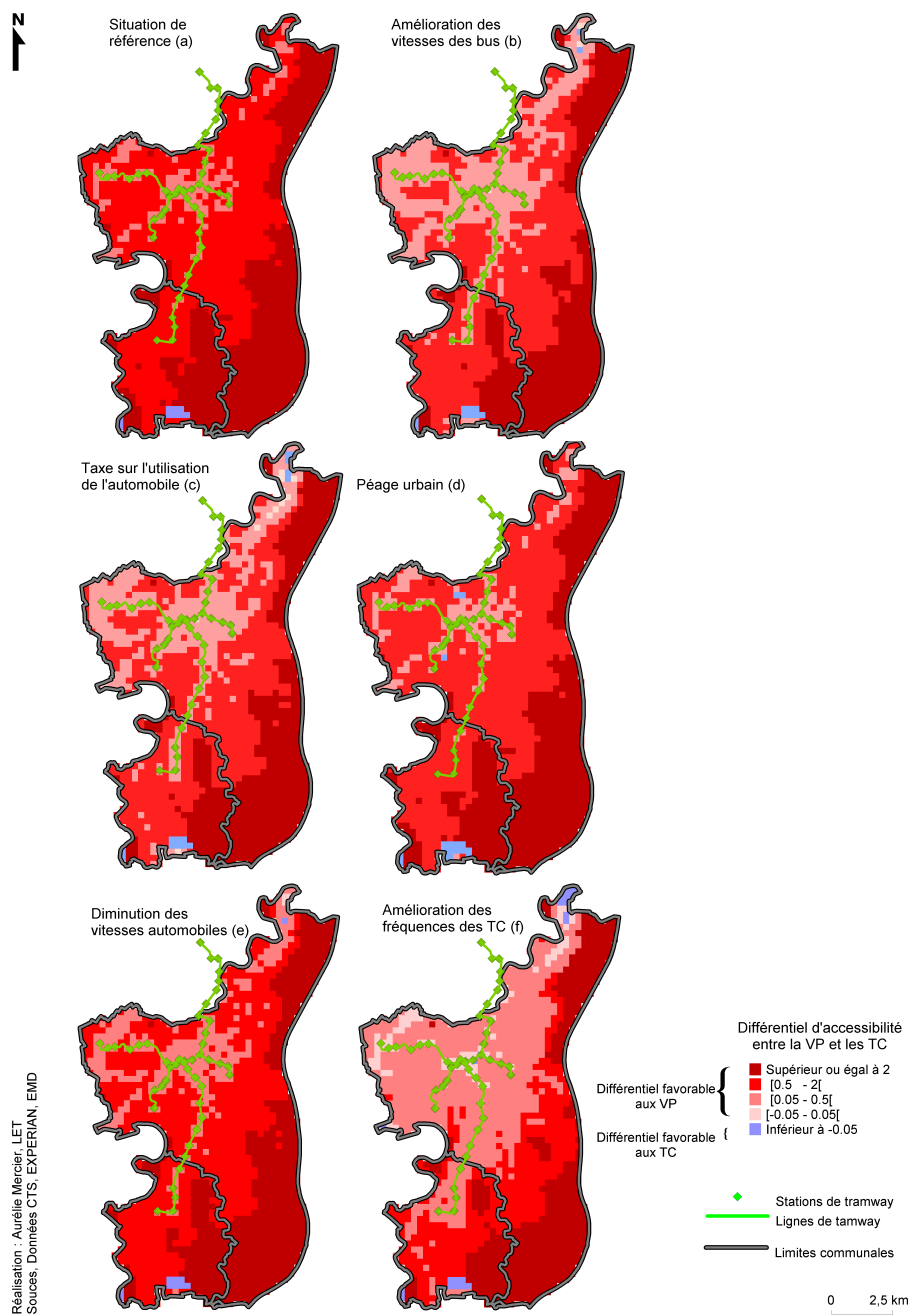 N
Situation de
référence (a)
Amélioration des
vitesses des bus (b)
Taxe sur l'utilisation
de l'automobile (c)
Péage urbain (d)
Diminution des
vitesses automobiles (e)
Amélioration des
fréquences des TC (f)
Différentiel d'accessibilité
entre la VP et les TC
Différentiel favorable
aux VP
Supérieur ou égal à 2
[0.5 - 2[
[0.05 - 0.5[
[-0.05 - 0.05[
Différentiel favorable
aux TC
Inférieur à -0.05
Stations de tramway
Lignes de tamway
Limites communales
0 2,5 km
Réalisation : Aurélie Mercier, LET
Souces, Données CTS, EXPERIAN, EMD